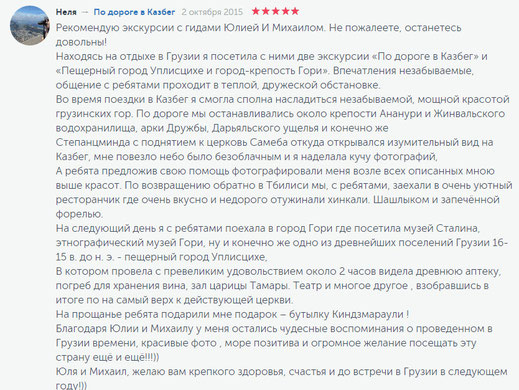 Неля — По дороге в Казбег 2 октября 2015 ★★★★★
Рекомендую экскурсии с гидами Юлией И Михаилом. Не пожалеете, останетесь
довольны!
Находясь на отдыхе в Грузии я посетила с ними две экскурсии «По дороге в Казбег» и
«Пещерный город Уплисцихе и город-крепость Гори». Впечатления незабываемые,
общение с ребятами проходит в теплой, дружеской обстановке.
Во время поездки в Казбег я смогла сполна насладиться незабываемой, мощной красотой
грузинских гор. По дороге мы останавливались около крепости Ананури и Жинвальского
водохранилища, арки Дружбы, Дарьяльского ущелья и конечно же
Степанцминда с поднятием к церковь Самеба откуда открывался изумительный вид на
Казбег, мне повезло небо было безоблачным и я наделала кучу фотографий,
А ребята предложив свою помощь фотографировали меня возле всех описанных мною
выше красот. По возвращению обратно в Тбилиси мы, с ребятами, заехали в очень уютный
ресторанчик где очень вкусно и недорого отужинали хинкали. Шашлыком и запечённой
форелью.
На следующий день я с ребятами поехала в город Гори где посетила музей Сталина,
этнографический музей Гори, ну и конечно же одно из древнейших поселений Грузии 16-
15 в. до н. э. - пещерный город Уплисцихе,
В котором провела с превеликим удовольствием около 2 часов видела древнюю аптеку,
погреб для хранения вина, зал царицы Тамары. Театр и многое другое , взобравшись в
итоге по на самый верх к действующей церкви.
На прощанье ребята подарили мне подарок – бутылку Киндзмараули !
Благодаря Юлии и Михаилу у меня остались чудесные воспоминания о проведенном в
Грузии времени, красивые фото , море позитива и огромное желание посещать эту
страну ещё и ещё!!!))
Юля и Михаил, желаю вам крепкого здоровья, счастья и до встречи в Грузии в следующем
году!))